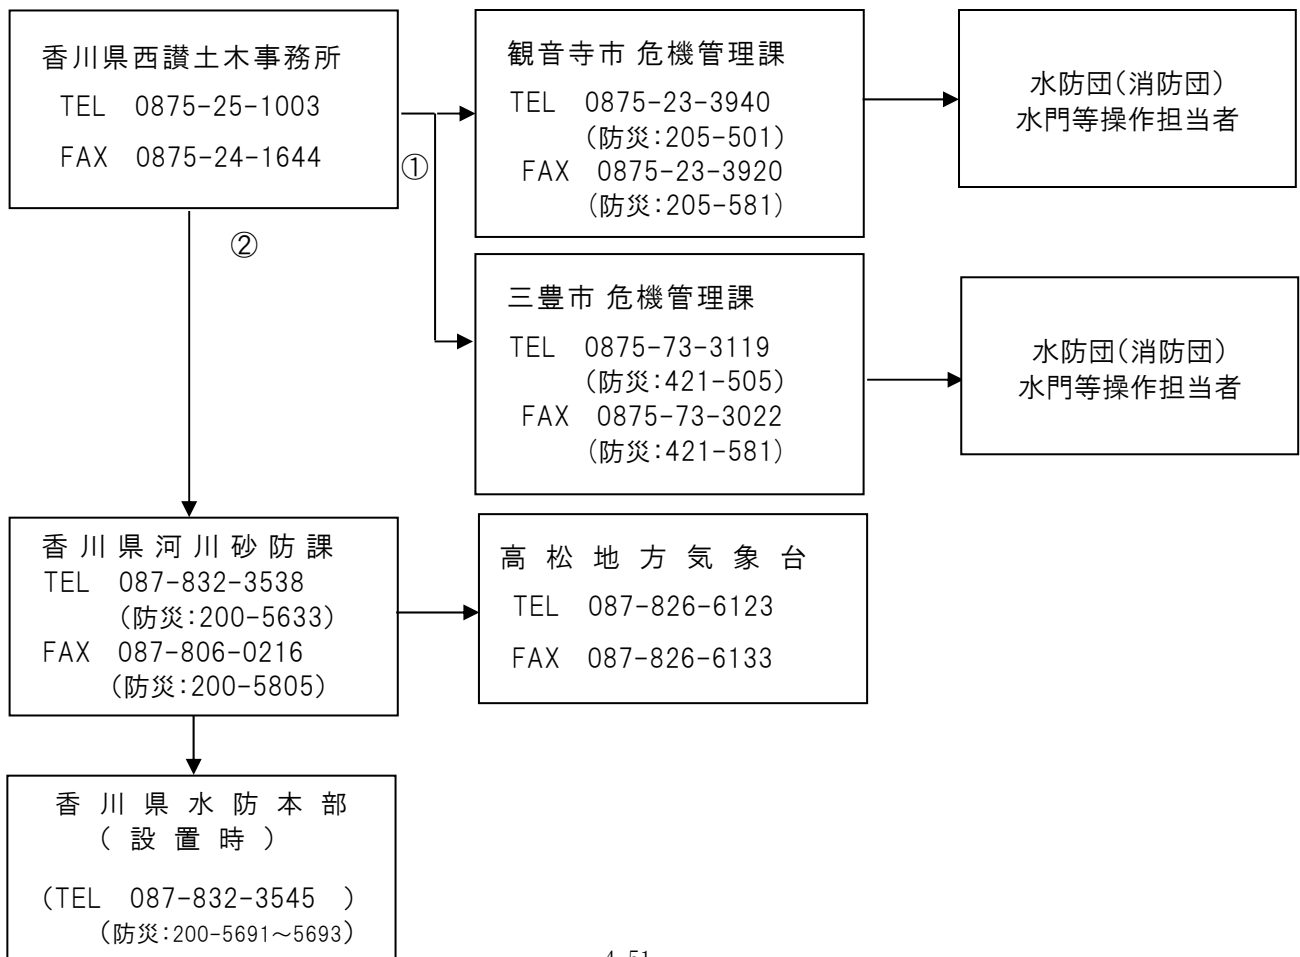 香川県西讃土木事務所
TEL 0875-25-1003
FAX 0875-24-1644
①
②
観音寺市 危機管理課
TEL 0875-23-3940
(防災:205-501)
FAX 0875-23-3920
(防災:205-581)
水防団(消防団)
水門等操作担当者
三豊市 危機管理課
TEL 0875-73-3119
(防災:421-505)
FAX 0875-73-3022
(防災:421-581)
水防団(消防団)
水門等操作担当者
香川県河川砂防課
TEL 087-832-3538
(防災:200-5633)
FAX 087-806-0216
(防災:200-5805)
高松地方気象台
TEL 087-826-6123
FAX 087-826-6133
香川県水防本部
(設置時)
(TEL 087-832-3545 )
(防災:200-5691～5693)
4-51